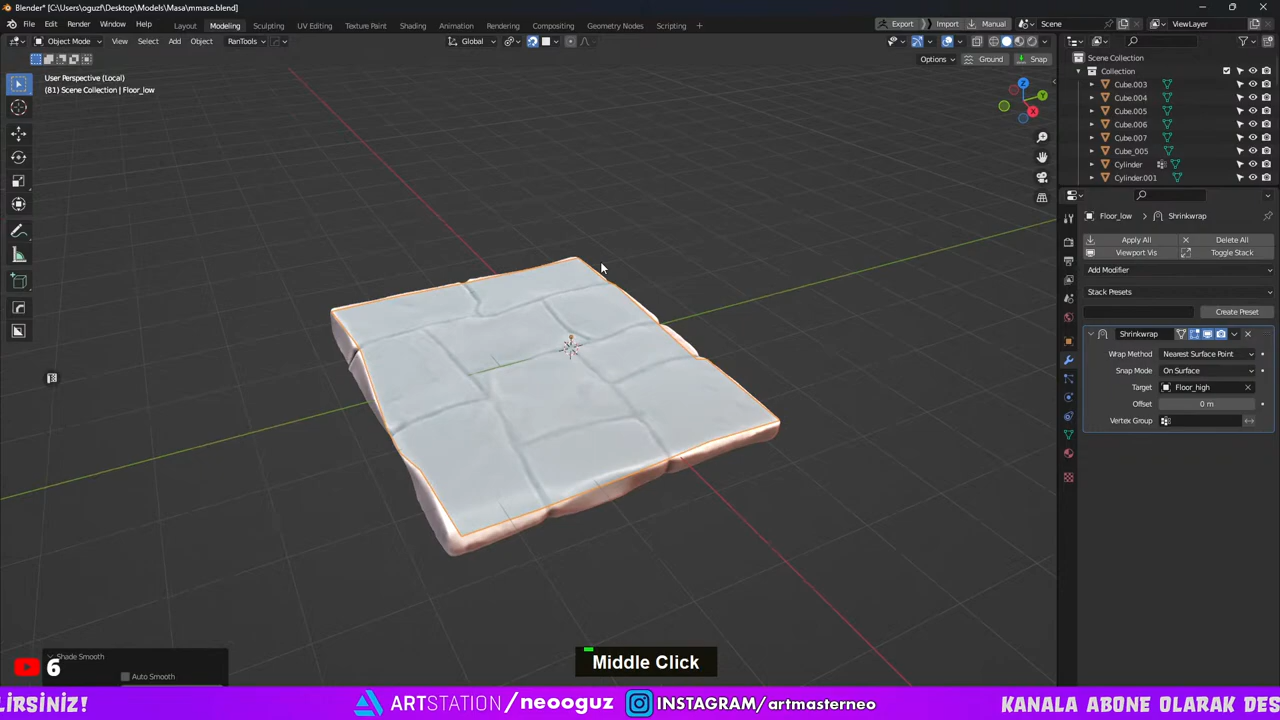 Blender* [C:\Users\oguzf\Desktop\Models\Masa\mmase.blend]
File Edit Render Window Help Layout Modeling Sculpting UV Editing Texture Paint Shading Animation Rendering Compositing Geometry Nodes Scripting + Export Import Manual Scene ViewLayer
Object Mode View Select Add Object RanTools Global
Options Ground Snap
User Perspective (Local)
(81) Scene Collection | Floor_low
Z
Y
X
Scene Collection
Collection
Cube.003
Cube.004
Cube.005
Cube.006
Cube.007
Cube_005
Cylinder
Cylinder.001
Floor_low > Shrinkwrap
Apply All Delete All
Viewport Vis Toggle Stack
Add Modifier
Stack Presets
Create Preset
Shrinkwrap
Wrap Method Nearest Surface Point
Snap Mode On Surface
Target Floor_high
Offset 0 m
Vertex Group
Shade Smooth
Auto Smooth
6
Middle Click
LİRSİNİZ! ARTSTATION/neooguz INSTAGRAM/artmasterneo KANALA ABONE OLARAK DES